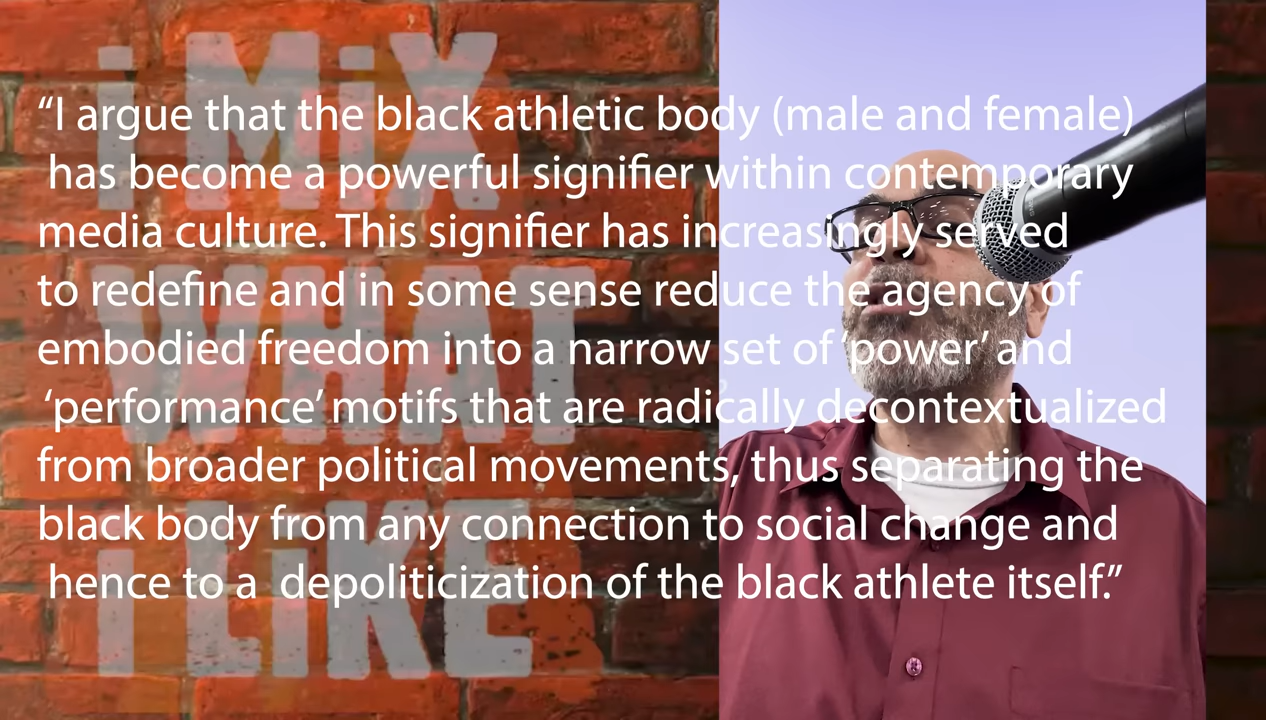 i MiX
WHAT
i LiKE
“I argue that the black athletic body (male and female)
has become a powerful signifier within contemporary
media culture. This signifier has increasingly served
to redefine and in some sense reduce the agency of
embodied freedom into a narrow set of ‘power’ and
‘performance’ motifs that are radically decontextualized
from broader political movements, thus separating the
black body from any connection to social change and
hence to a  depoliticization of the black athlete itself.”